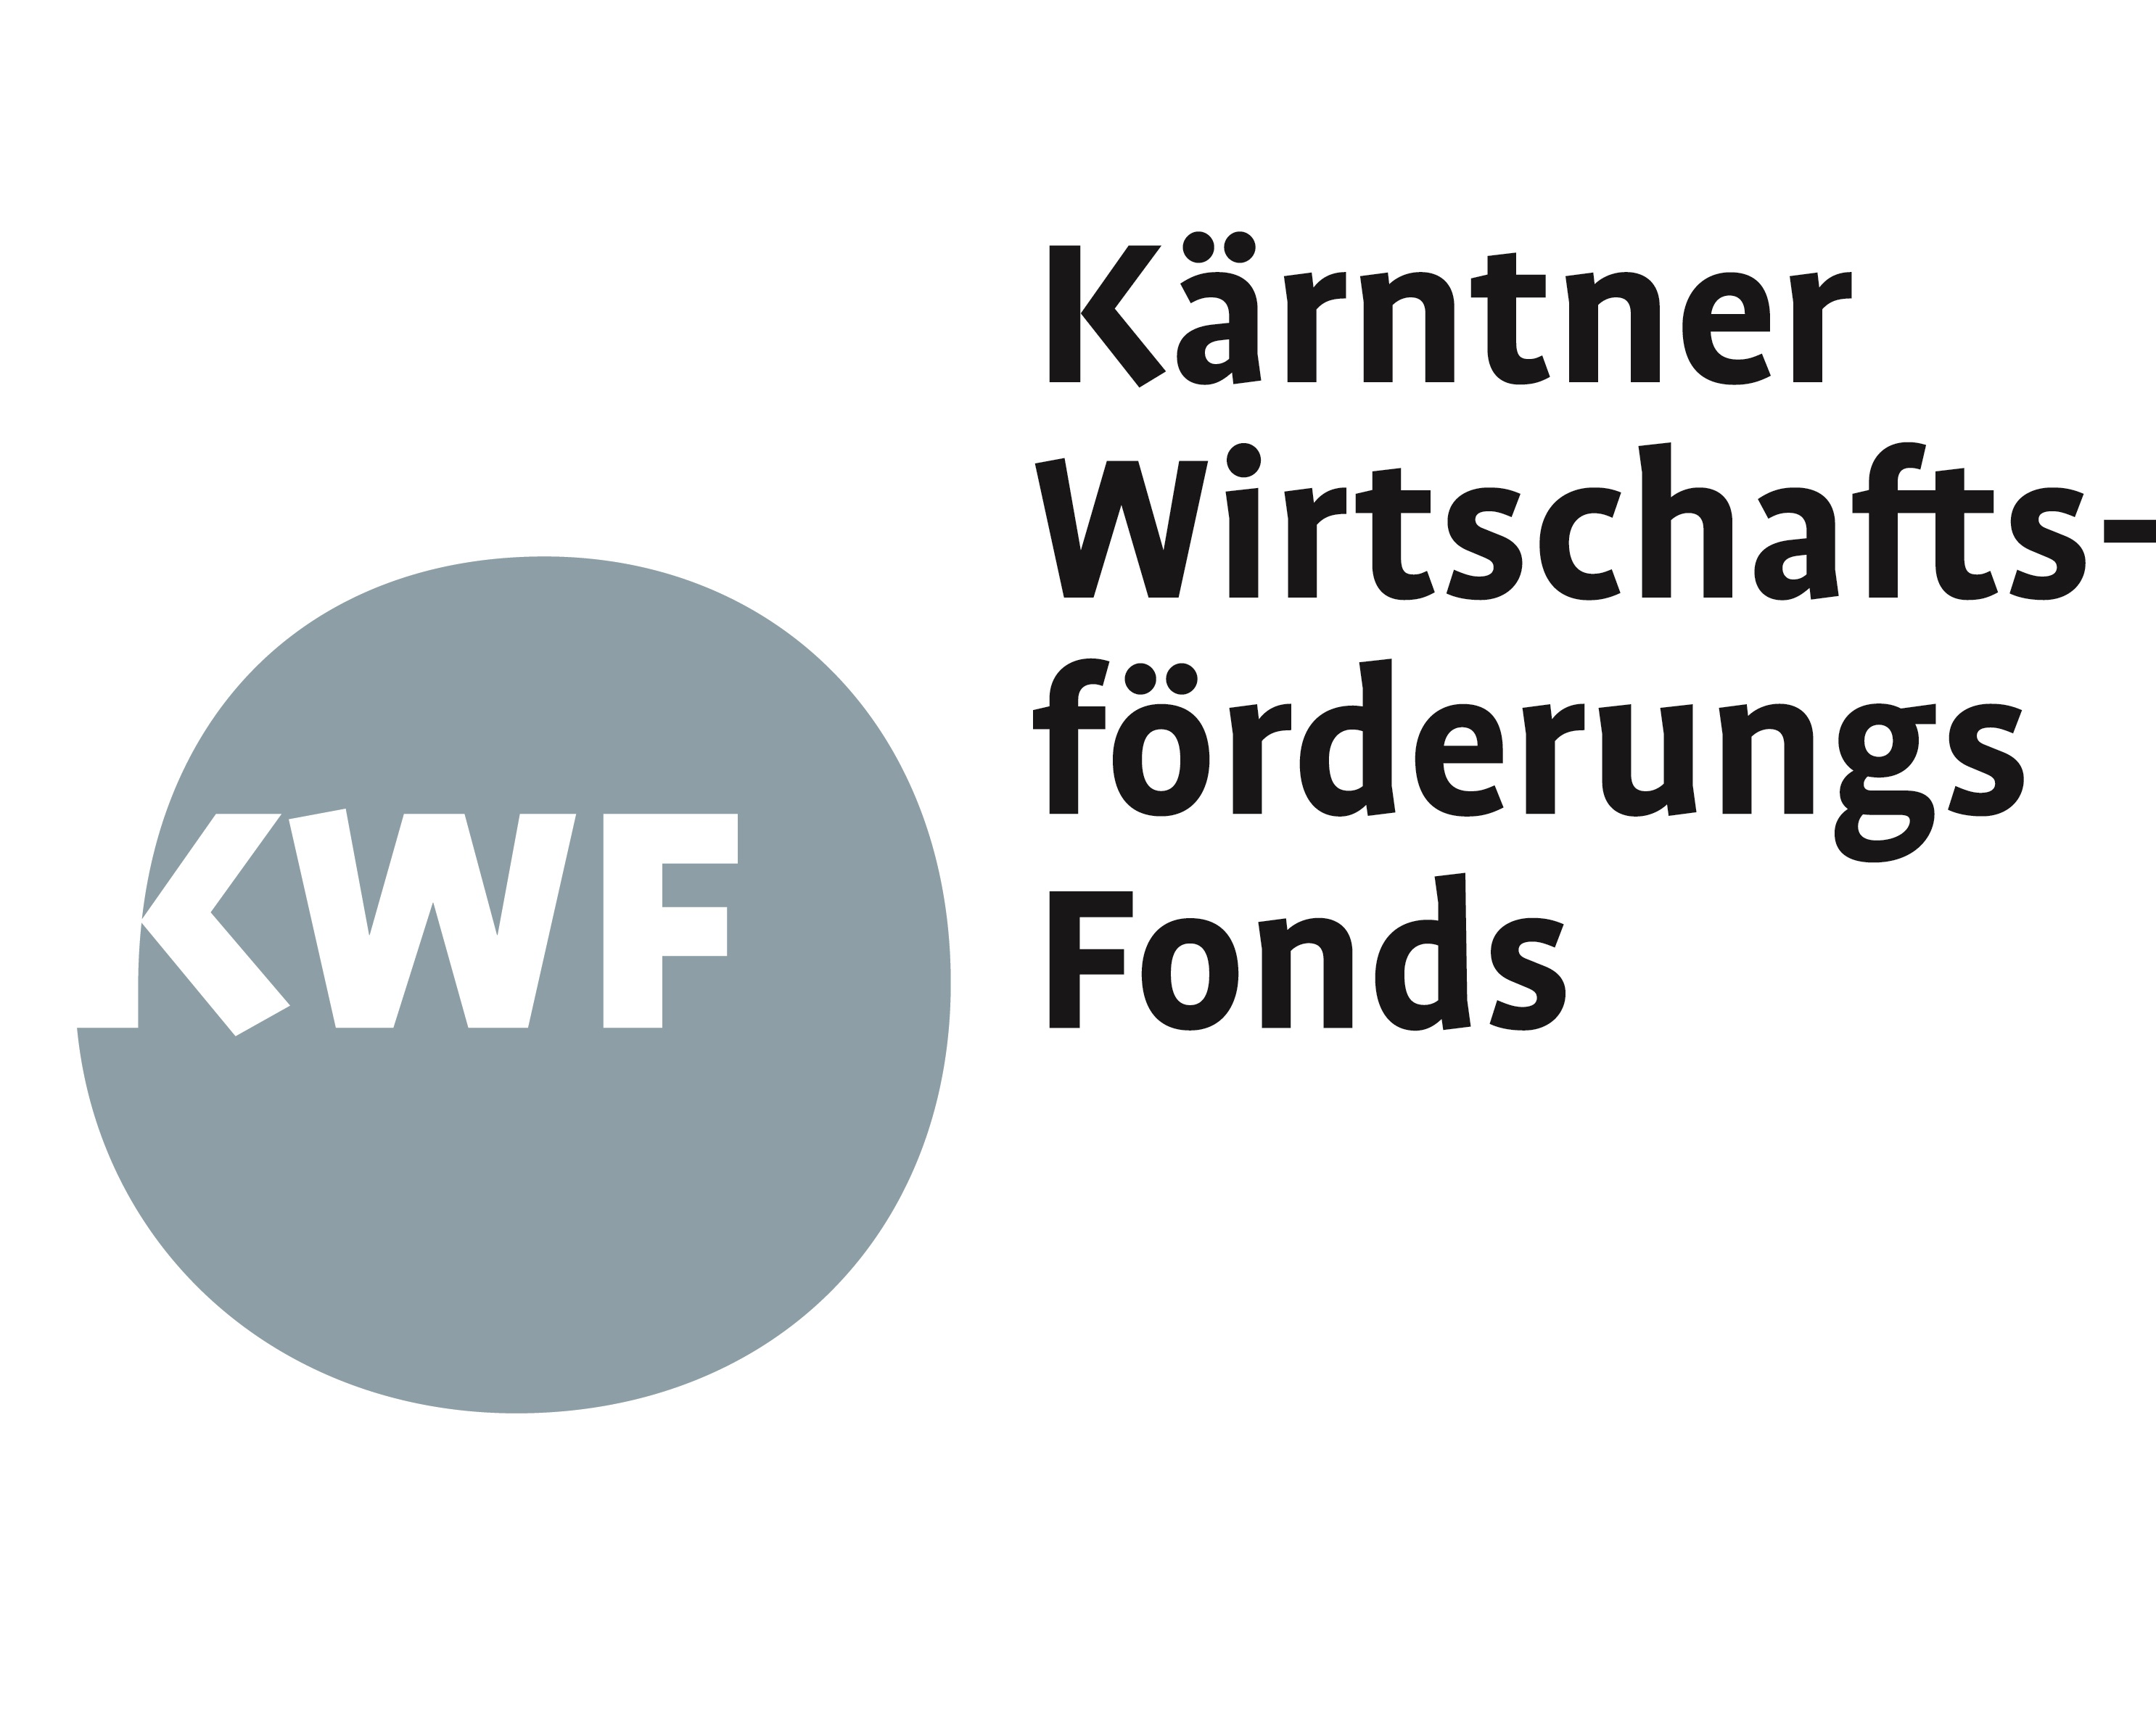 KWF
Kärntner
Wirtschafts-
förderungs
Fonds